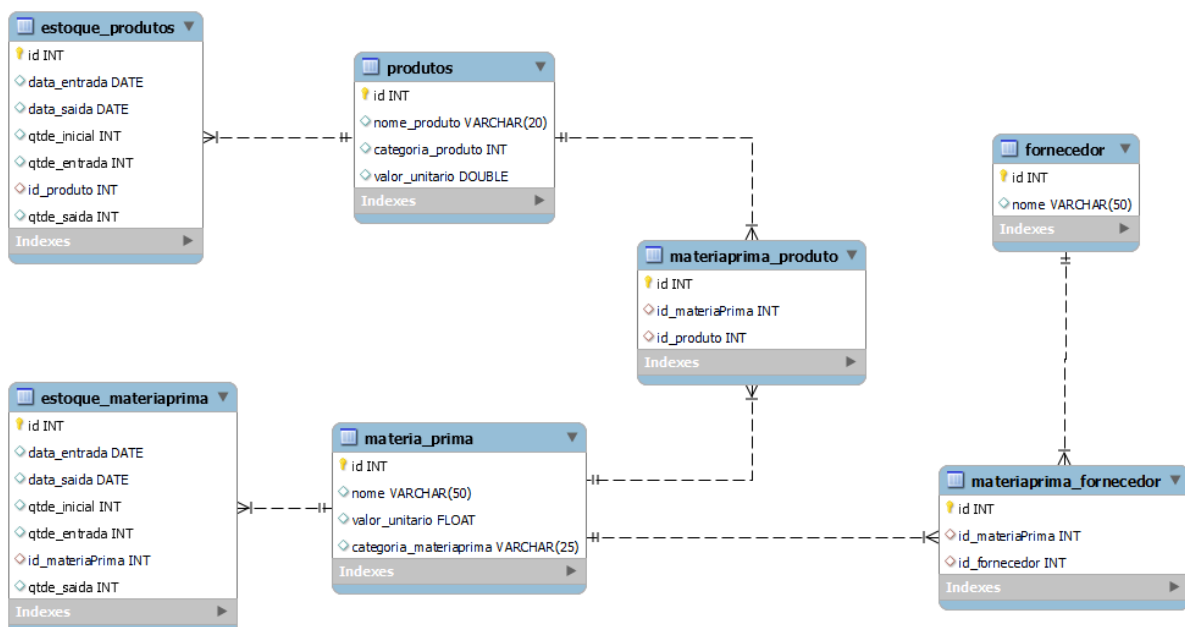 estoque_produtos
id INT
data_entrada DATE
data_saida DATE
qtde_inicial INT
qtde_entrada INT
id_produto INT
qtde_saida INT
Indexes
produtos
id INT
nome_produto VARCHAR(20)
categoria_produto INT
valor_unitario DOUBLE
Indexes
fornecedor
id INT
nome VARCHAR(50)
Indexes
materiaprima_produto
id INT
id_materiaPrima INT
id_produto INT
Indexes
estoque_materiaprima
id INT
data_entrada DATE
data_saida DATE
qtde_inicial INT
qtde_entrada INT
id_materiaPrima INT
qtde_saida INT
Indexes
materia_prima
id INT
nome VARCHAR(50)
valor_unitario FLOAT
categoria_materiaprima VARCHAR(25)
Indexes
materiaprima_fornecedor
id INT
id_materiaPrima INT
id_fornecedor INT
Indexes